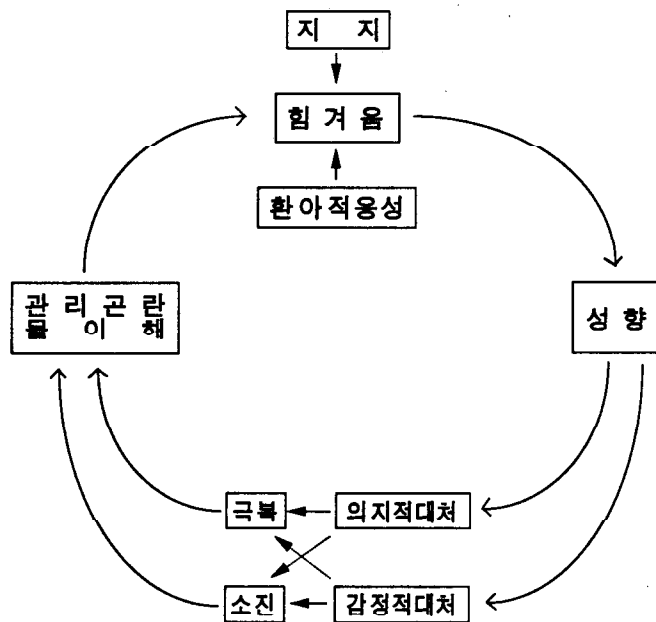 지 지
힘 겨 움
환아적응성
관 리 곤 란
몰 이 해
성 향
극복
의지적대처
소진
감정적대처